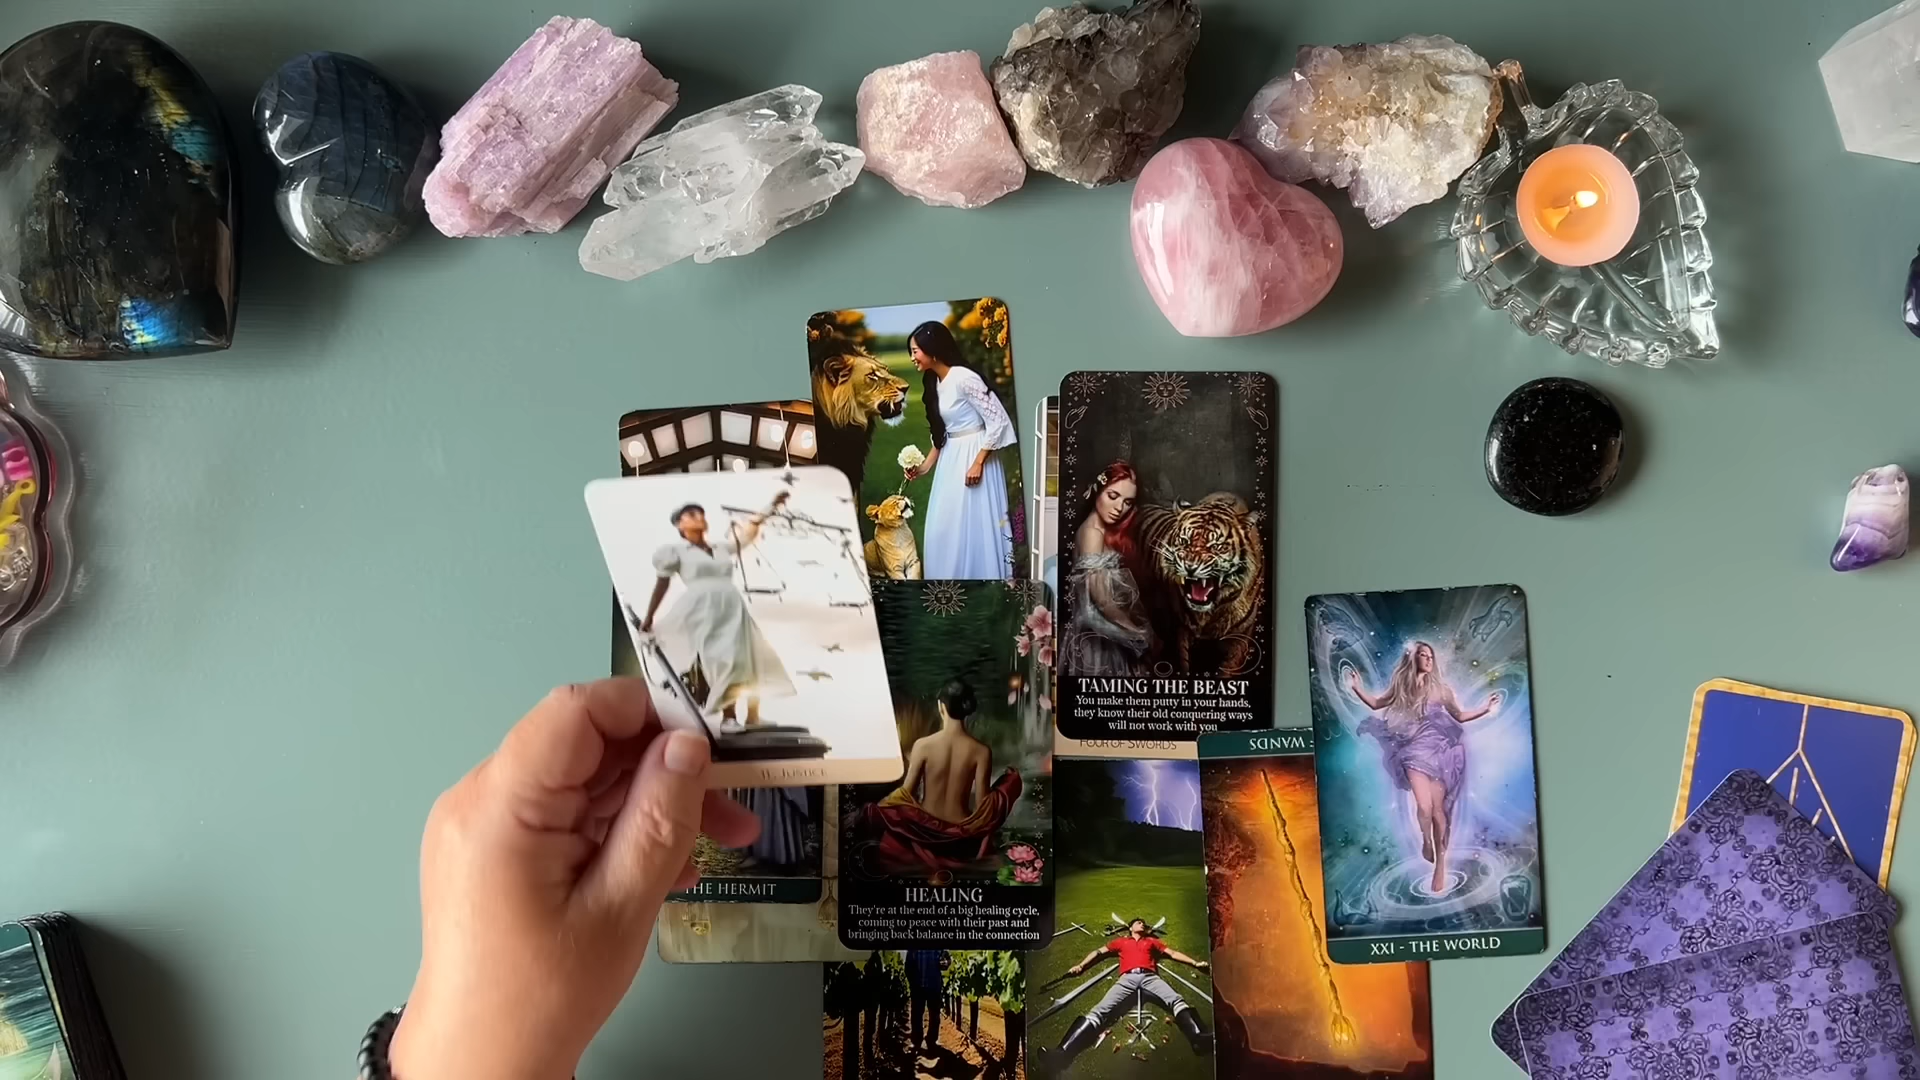 11. JUSTICE
TAMING THE BEAST
You make them putty in your hands,
they know their old conquering ways
will not work with you
FOUR OF SWORDS
WANDS
THE HERMIT
HEALING
They're at the end of a big healing cycle,
coming to peace with their past and
bringing back balance in the connection
XXI - THE WORLD